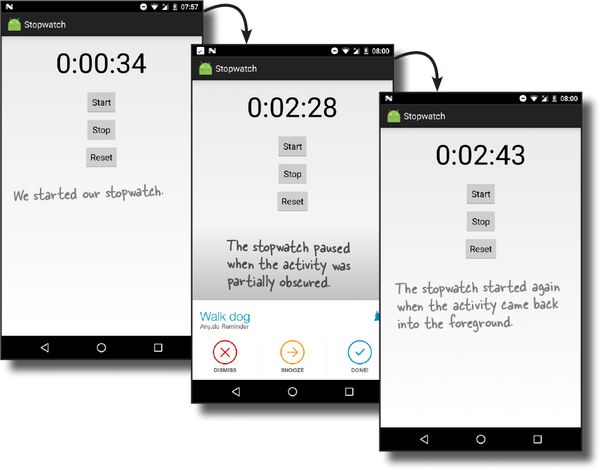 07:57
Stopwatch
0:00:34
Start
Stop
Reset
We started our stopwatch.
08:00
Stopwatch
0:02:28
Start
Stop
Reset
The stopwatch paused
when the activity was
partially obscured.
Walk dog
Any.do Reminder
DISMISS SNOOZE DONE!
08:00
Stopwatch
0:02:43
Start
Stop
Reset
The stopwatch started again
when the activity came back
into the foreground.